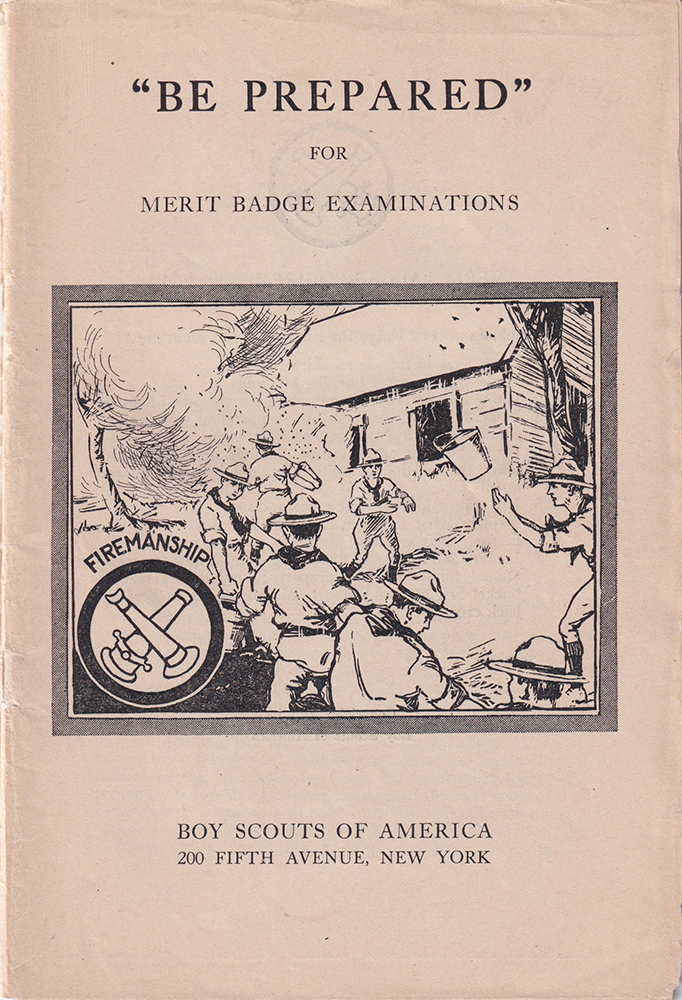 “BE PREPARED”
FOR
MERIT BADGE EXAMINATIONS
FIREMANSHIP
BOY SCOUTS OF AMERICA
200 FIFTH AVENUE, NEW YORK